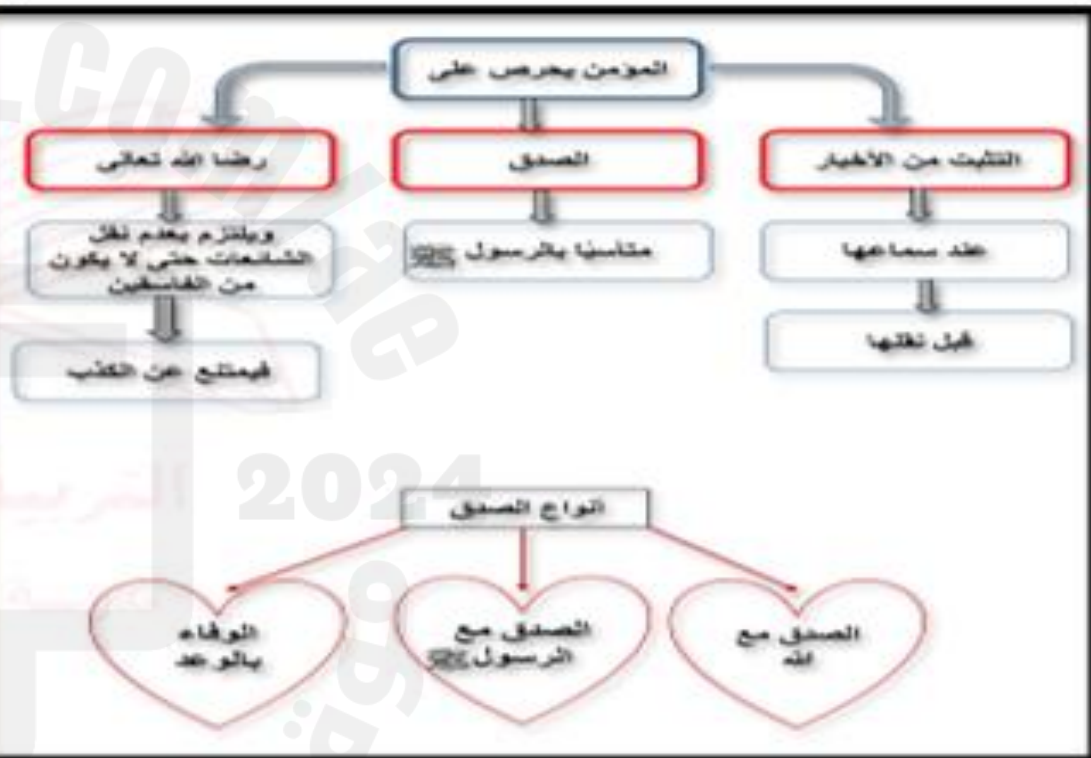 المؤمن يحرص على
التثبت من الأخبار
الصدق
رضا الله تعالى
عند سماعها
متأسيًا بالرسول ﷺ
ويلتزم بعدم نقل
الشائعات حتى لا يكون
من الفاسقين
قبل نقلها
فيمتنع عن الكذب
2024
أنواع الصدق
الصدق مع
الله
الصدق مع
الرسول ﷺ
الوفاء
بالوعد